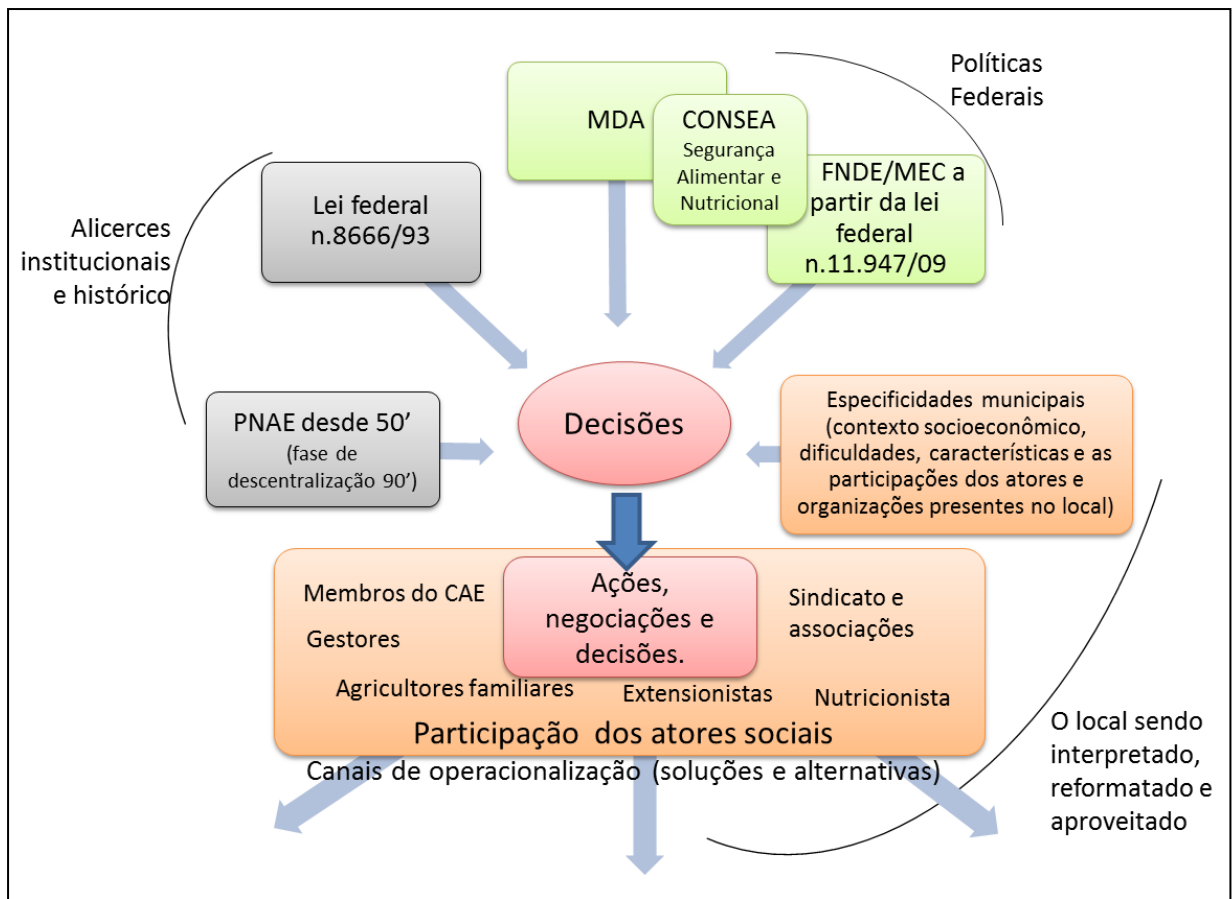 Políticas
Federais
MDA
CONSEA
Segurança
Alimentar e
Nutricional
FNDE/MEC a
partir da lei
federal
n.11.947/09
Lei federal
n.8666/93
Alicerces
institucionais
e histórico
PNAE desde 50’
(fase de
descentralização 90’)
Decisões
Especificidades municipais
(contexto socioeconômico,
dificuldades, características e as
participações dos atores e
organizações presentes no local)
Ações,
negociações e
decisões.
Membros do CAE
Gestores
Sindicato e
associações
Agricultores familiares
Extensionistas
Nutricionista
Participação dos atores sociais
Canais de operacionalização (soluções e alternativas)
O local sendo
interpretado,
reformatado e
aproveitado